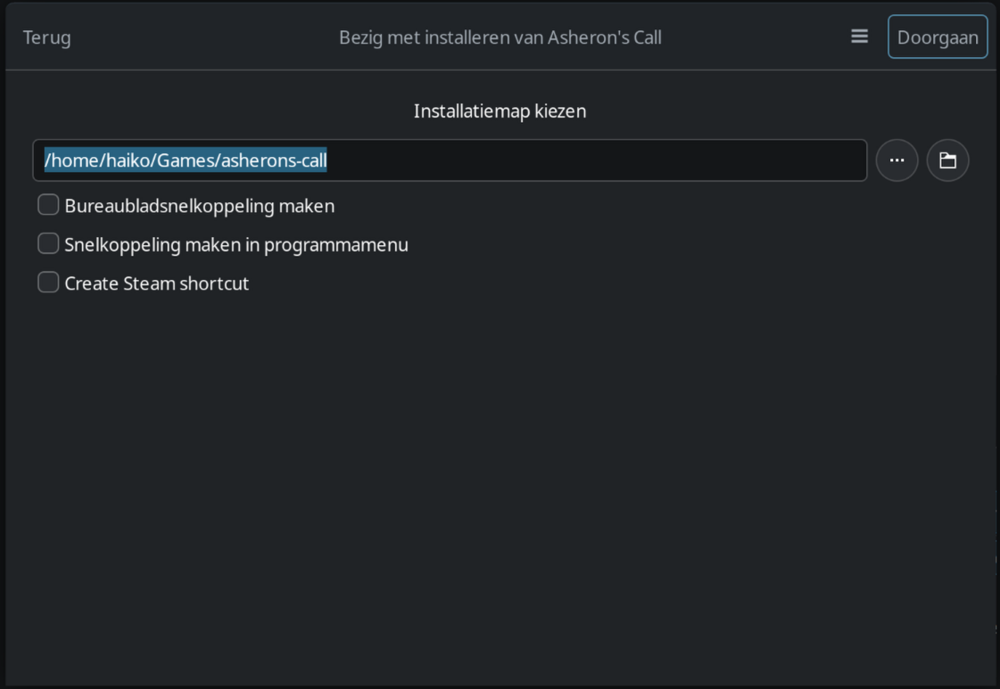 Terug Bezig met installeren van Asheron's Call Doorgaan
Installatiemap kiezen
/home/haiko/Games/asherons-call
Bureaubladsnelkoppeling maken
Snelkoppeling maken in programmamenu
Create Steam shortcut